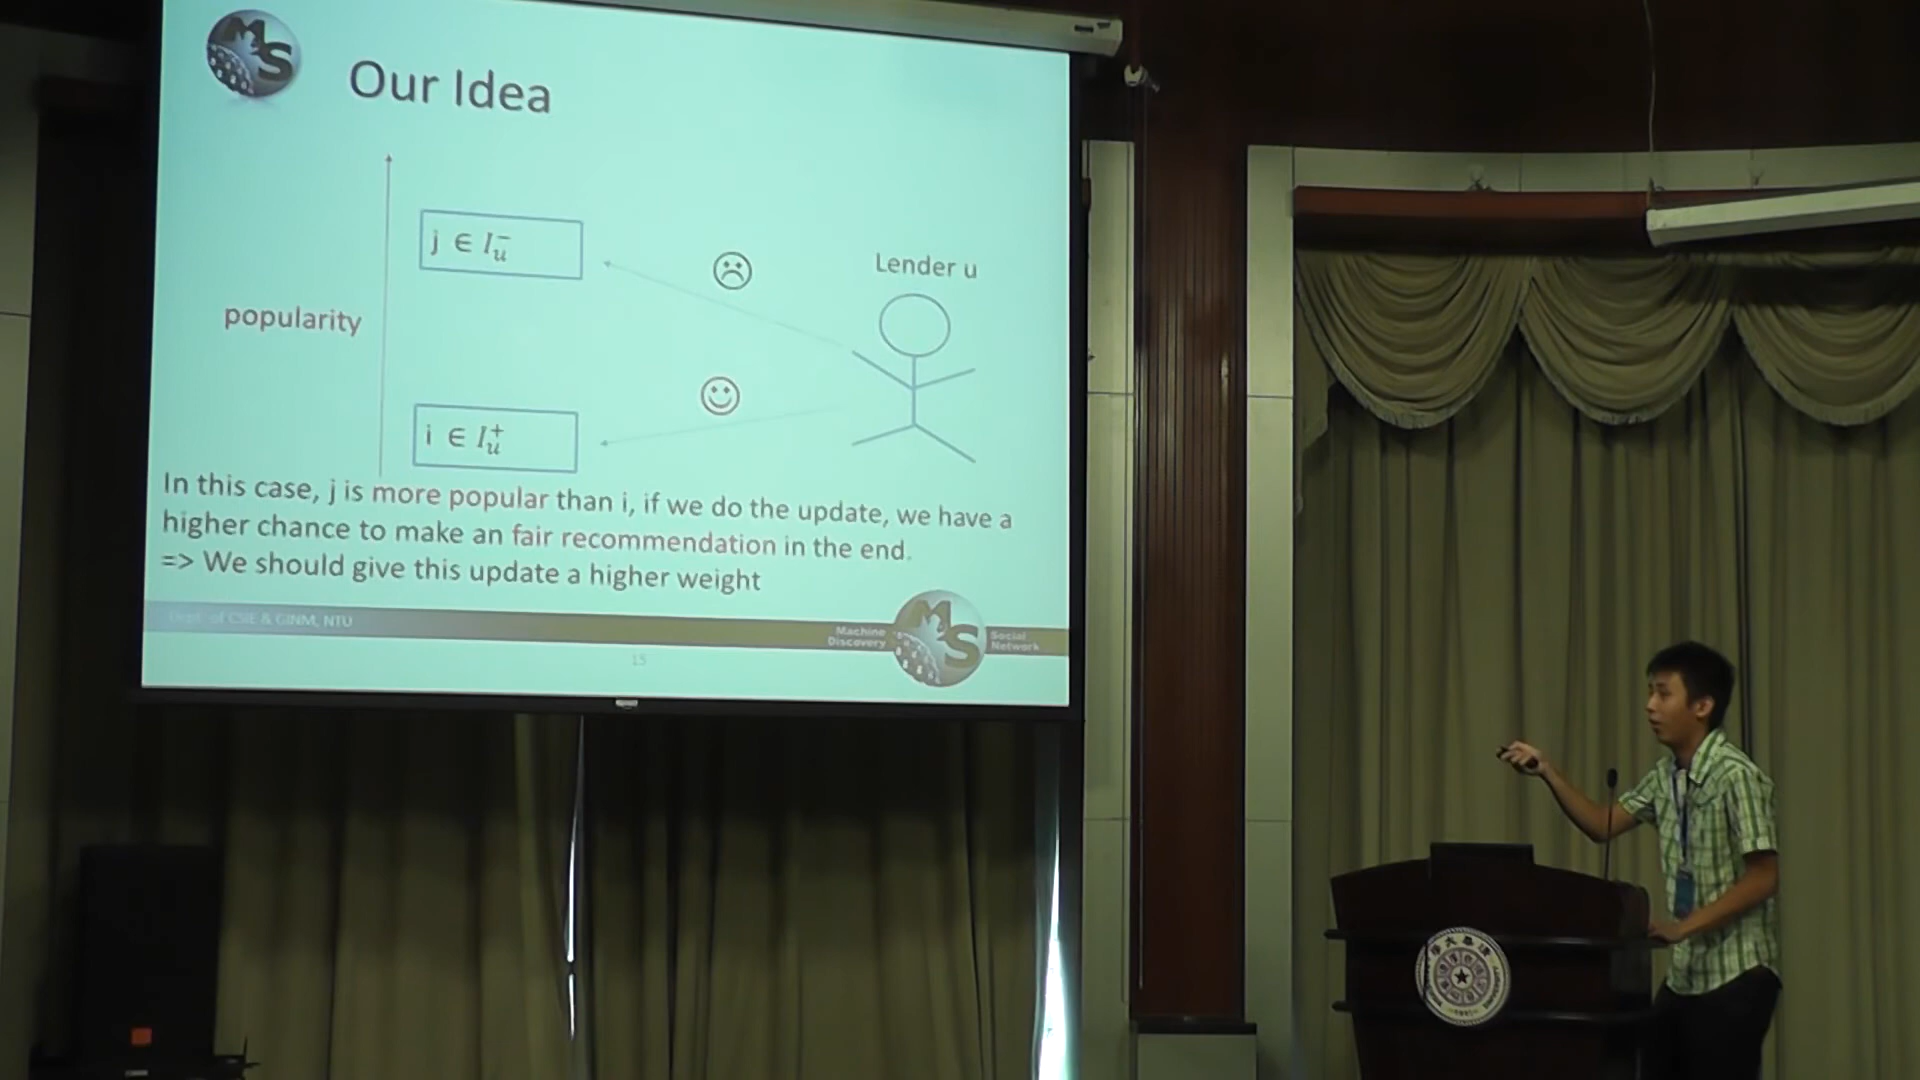 MS
Our Idea
j ∈ I_u^-
Lender u
popularity
i ∈ I_u^+
In this case, j is more popular than i, if we do the update, we have a
higher chance to make an fair recommendation in the end.
=> We should give this update a higher weight
Dept. of CSIE & GINM, NTU
Machine
Discovery
MS
Social
Network
15